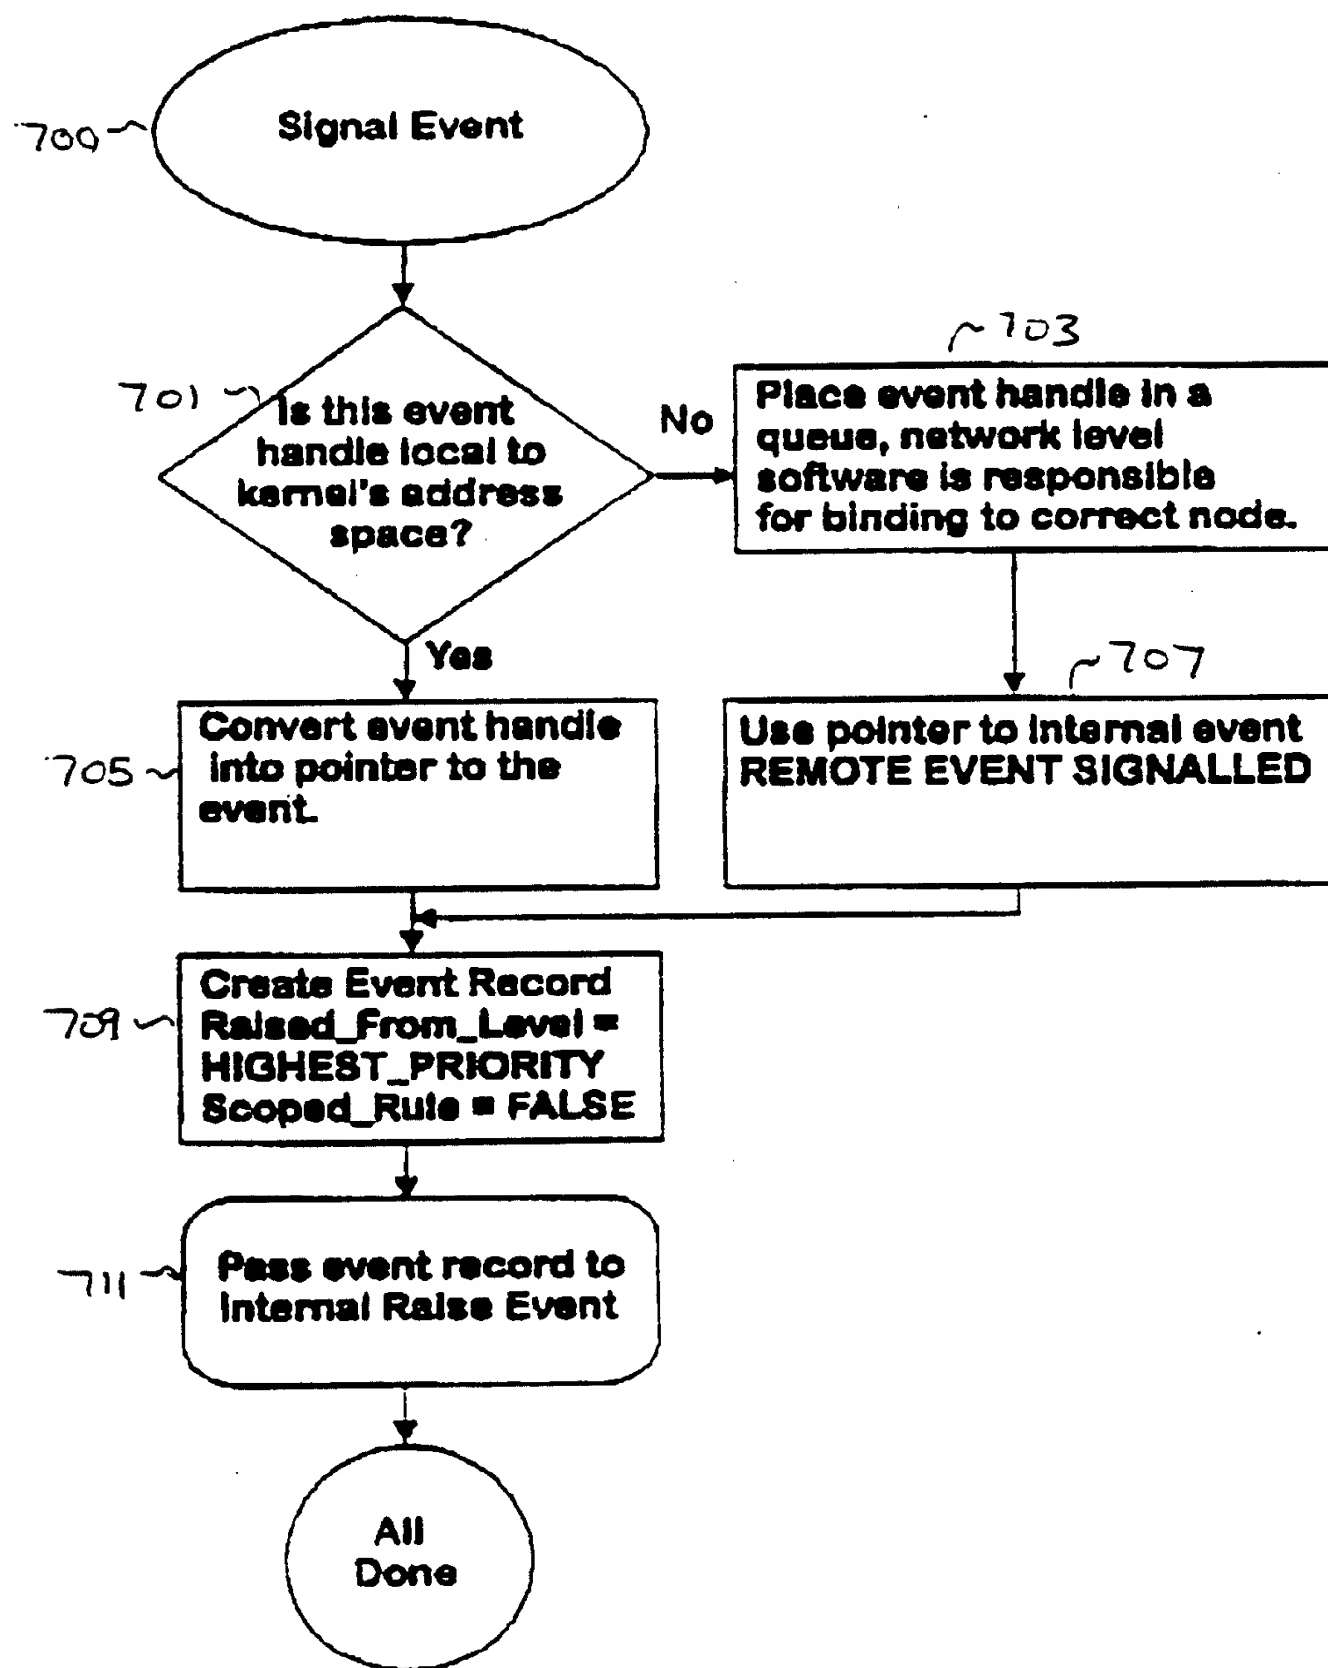 700
Signal Event
701
Is this event
handle local to
kernel's address
space?
No
703
Place event handle in a
queue, network level
software is responsible
for binding to correct node.
Yes
705
Convert event handle
into pointer to the
event.
707
Use pointer to internal event
REMOTE EVENT SIGNALLED
709
Create Event Record
Raised_From_Level =
HIGHEST_PRIORITY
Scoped_Rule = FALSE
711
Pass event record to
Internal Raise Event
All
Done